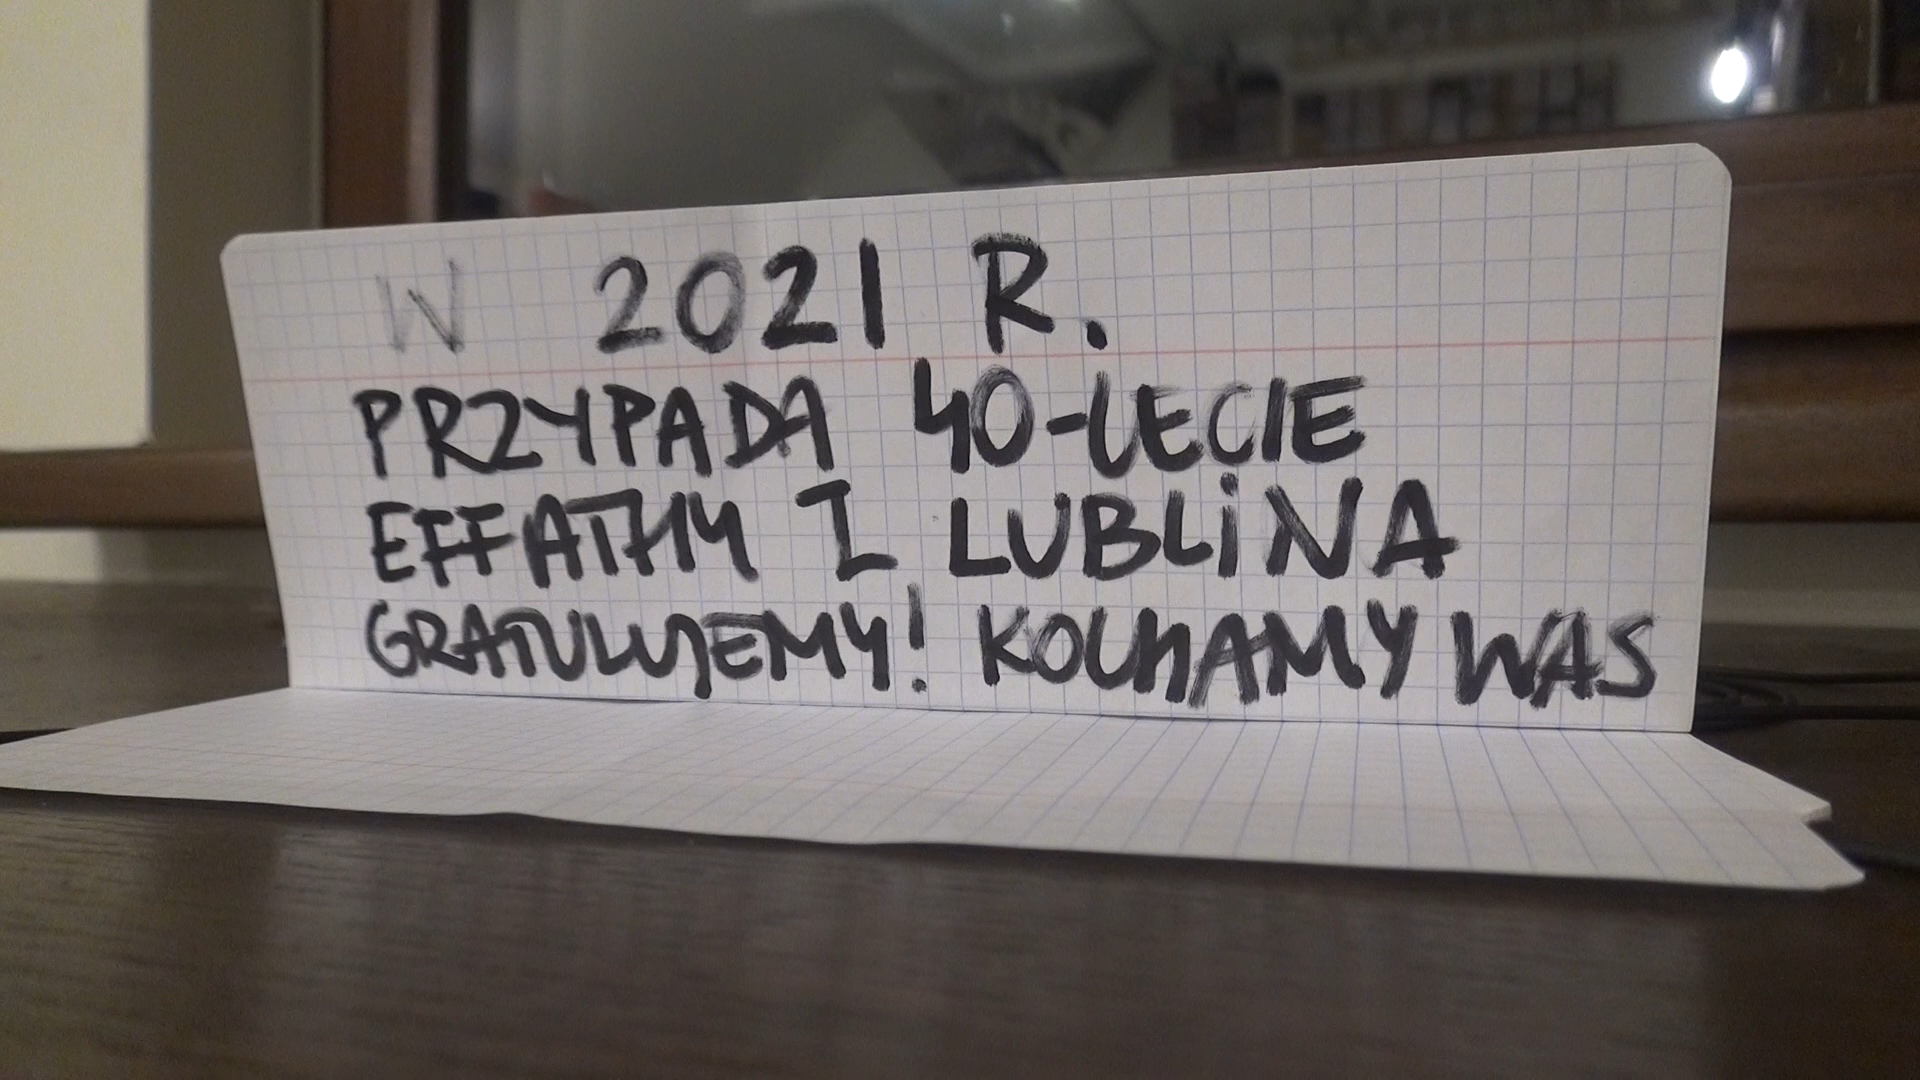 W 2021 R.
PRZYPADA 40-LECIE
EFFATHY Z LUBLiNA
GRATULUJEMY! KOCHAMY WAS